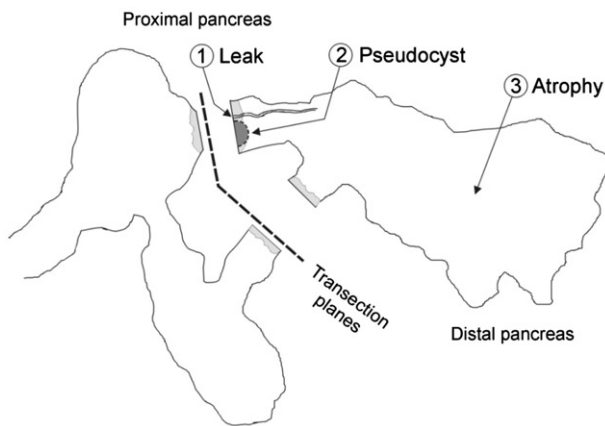 Proximal pancreas
① Leak
② Pseudocyst
③ Atrophy
Transection
planes
Distal pancreas